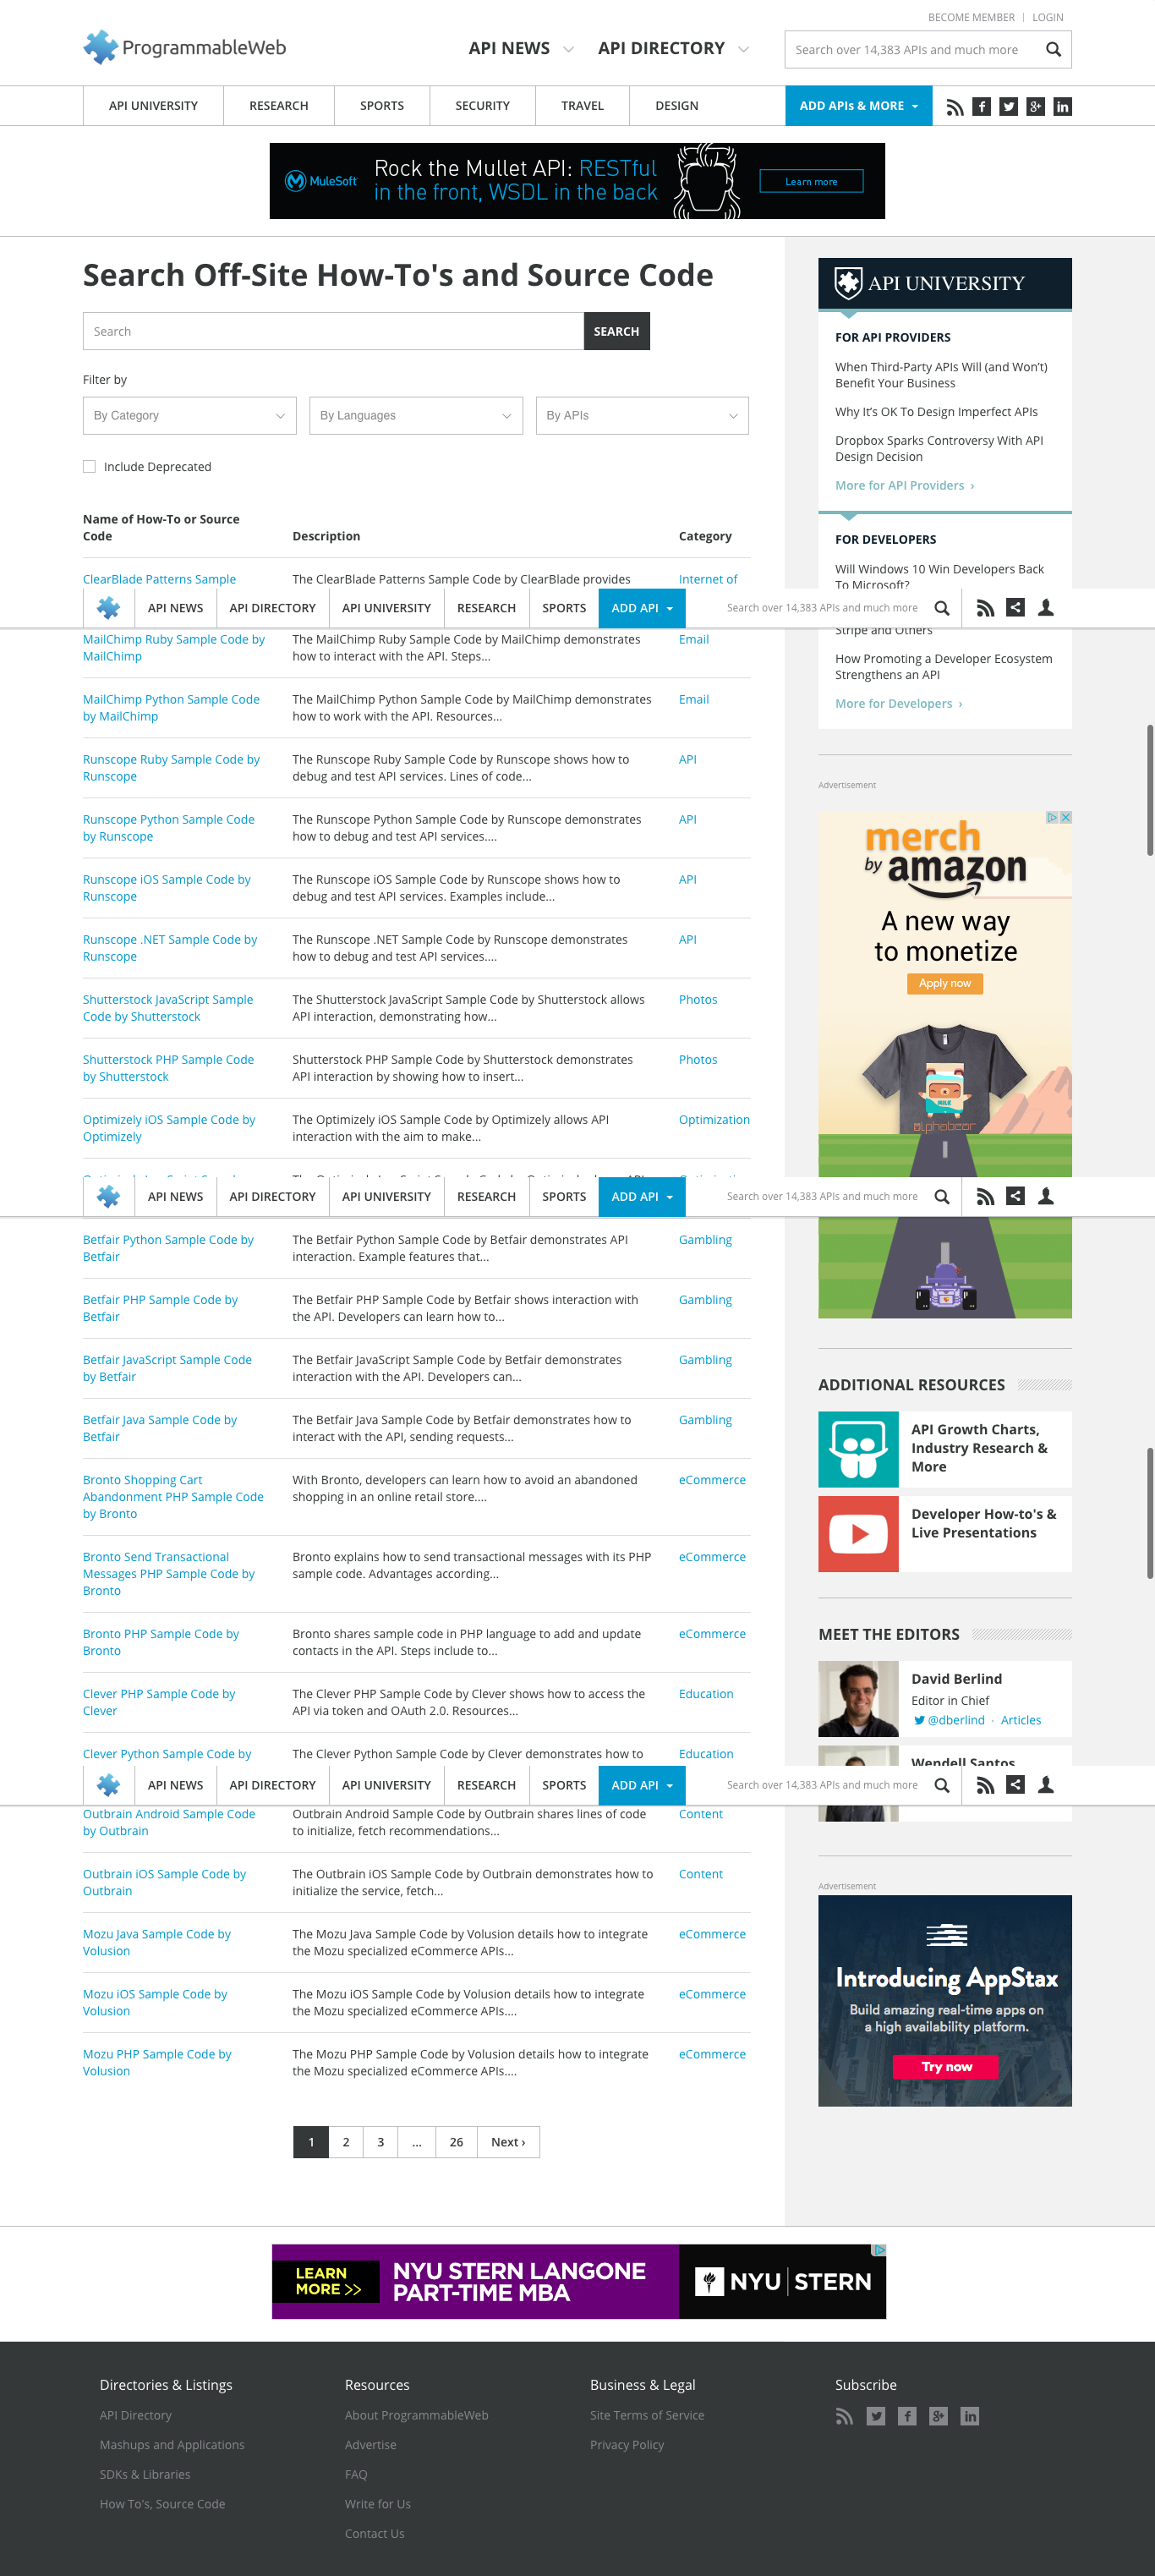 BECOME MEMBER | LOGIN
ProgrammableWeb
API NEWS
API DIRECTORY
Search over 14,383 APIs and much more
API UNIVERSITY
RESEARCH
SPORTS
SECURITY
TRAVEL
DESIGN
ADD APIs & MORE
MuleSoft
Rock the Mullet API: RESTful
in the front, WSDL in the back
Learn more
Search Off-Site How-To's and Source Code
Search
SEARCH
Filter by
By Category
By Languages
By APIs
Include Deprecated
Name of How-To or Source
Code
Description
Category
ClearBlade Patterns Sample
The ClearBlade Patterns Sample Code by ClearBlade provides
Internet of
API NEWS
API DIRECTORY
API UNIVERSITY
RESEARCH
SPORTS
ADD API
Search over 14,383 APIs and much more
MailChimp Ruby Sample Code by
MailChimp
The MailChimp Ruby Sample Code by MailChimp demonstrates
how to interact with the API. Steps...
Email
MailChimp Python Sample Code
by MailChimp
The MailChimp Python Sample Code by MailChimp demonstrates
how to work with the API. Resources...
Email
Runscope Ruby Sample Code by
Runscope
The Runscope Ruby Sample Code by Runscope shows how to
debug and test API services. Lines of code...
API
Runscope Python Sample Code
by Runscope
The Runscope Python Sample Code by Runscope demonstrates
how to debug and test API services....
API
Runscope iOS Sample Code by
Runscope
The Runscope iOS Sample Code by Runscope shows how to
debug and test API services. Examples include...
API
Runscope .NET Sample Code by
Runscope
The Runscope .NET Sample Code by Runscope demonstrates
how to debug and test API services....
API
Shutterstock JavaScript Sample
Code by Shutterstock
The Shutterstock JavaScript Sample Code by Shutterstock allows
API interaction, demonstrating how...
Photos
Shutterstock PHP Sample Code
by Shutterstock
Shutterstock PHP Sample Code by Shutterstock demonstrates
API interaction by showing how to insert...
Photos
Optimizely iOS Sample Code by
Optimizely
The Optimizely iOS Sample Code by Optimizely allows API
interaction with the aim to make...
Optimization
API NEWS
API DIRECTORY
API UNIVERSITY
RESEARCH
SPORTS
ADD API
Search over 14,383 APIs and much more
Betfair Python Sample Code by
Betfair
The Betfair Python Sample Code by Betfair demonstrates API
interaction. Example features that...
Gambling
Betfair PHP Sample Code by
Betfair
The Betfair PHP Sample Code by Betfair shows interaction with
the API. Developers can learn how to...
Gambling
Betfair JavaScript Sample Code
by Betfair
The Betfair JavaScript Sample Code by Betfair demonstrates
interaction with the API. Developers can...
Gambling
Betfair Java Sample Code by
Betfair
The Betfair Java Sample Code by Betfair demonstrates how to
interact with the API, sending requests...
Gambling
Bronto Shopping Cart
Abandonment PHP Sample Code
by Bronto
With Bronto, developers can learn how to avoid an abandoned
shopping in an online retail store....
eCommerce
Bronto Send Transactional
Messages PHP Sample Code by
Bronto
Bronto explains how to send transactional messages with its PHP
sample code. Advantages according...
eCommerce
Bronto PHP Sample Code by
Bronto
Bronto shares sample code in PHP language to add and update
contacts in the API. Steps include to...
eCommerce
Clever PHP Sample Code by
Clever
The Clever PHP Sample Code by Clever shows how to access the
API via token and OAuth 2.0. Resources...
Education
Clever Python Sample Code by
The Clever Python Sample Code by Clever demonstrates how to
Education
API NEWS
API DIRECTORY
API UNIVERSITY
RESEARCH
SPORTS
ADD API
Search over 14,383 APIs and much more
Outbrain Android Sample Code
by Outbrain
Outbrain Android Sample Code by Outbrain shares lines of code
to initialize, fetch recommendations...
Content
Outbrain iOS Sample Code by
Outbrain
The Outbrain iOS Sample Code by Outbrain demonstrates how to
initialize the service, fetch...
Content
Mozu Java Sample Code by
Volusion
The Mozu Java Sample Code by Volusion details how to integrate
the Mozu specialized eCommerce APIs...
eCommerce
Mozu iOS Sample Code by
Volusion
The Mozu iOS Sample Code by Volusion details how to integrate
the Mozu specialized eCommerce APIs....
eCommerce
Mozu PHP Sample Code by
Volusion
The Mozu PHP Sample Code by Volusion details how to integrate
the Mozu specialized eCommerce APIs....
eCommerce
1
2
3
...
26
Next ›
API UNIVERSITY
FOR API PROVIDERS
When Third-Party APIs Will (and Won't)
Benefit Your Business
Why It's OK To Design Imperfect APIs
Dropbox Sparks Controversy With API
Design Decision
More for API Providers ›
FOR DEVELOPERS
Will Windows 10 Win Developers Back
To Microsoft?
Stripe and Others
How Promoting a Developer Ecosystem
Strengthens an API
More for Developers ›
Advertisement
merch
by amazon
A new way
to monetize
Apply now
MILK
alphabear
ADDITIONAL RESOURCES
API Growth Charts,
Industry Research &
More
Developer How-to's &
Live Presentations
MEET THE EDITORS
David Berlind
Editor in Chief
@dberlind · Articles
Wendell Santos
Advertisement
Introducing AppStax
Build amazing real-time apps on
a high availability platform.
Try now
LEARN
MORE >>
NYU STERN LANGONE
PART-TIME MBA
NYU | STERN
Directories & Listings
API Directory
Mashups and Applications
SDKs & Libraries
How To's, Source Code
Resources
About ProgrammableWeb
Advertise
FAQ
Write for Us
Contact Us
Business & Legal
Site Terms of Service
Privacy Policy
Subscribe